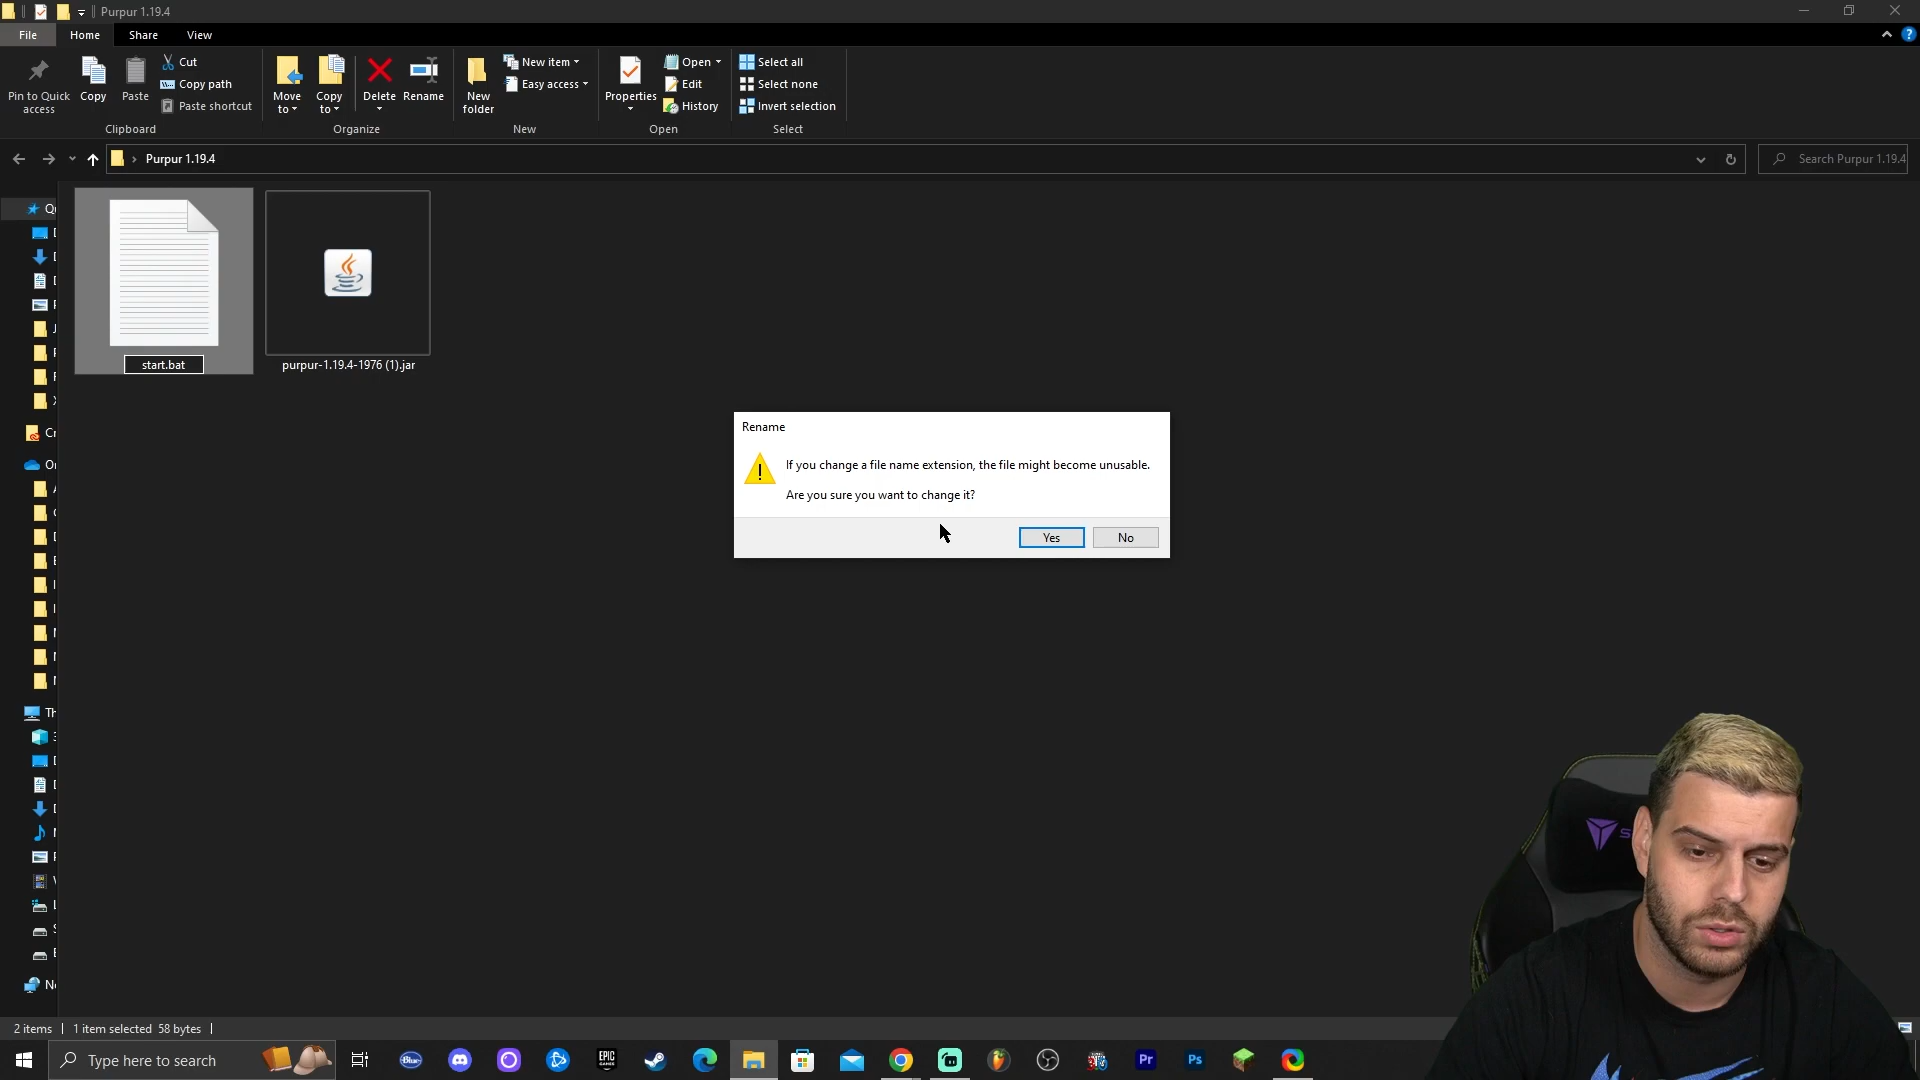 Purpur 1.19.4
File
Home
Share
View
Pin to Quick access
Copy
Paste
Cut
Copy path
Paste shortcut
Clipboard
Move to
Copy to
Delete
Rename
Organize
New folder
New item
Easy access
New
Properties
Open
Edit
History
Open
Select all
Select none
Invert selection
Select
Purpur 1.19.4
Search Purpur 1.19.4
start.bat
purpur-1.19.4-1976 (1).jar
Rename
If you change a file name extension, the file might become unusable.
Are you sure you want to change it?
Yes
No
2 items
1 item selected 58 bytes
Type here to search
Blue
EPIC GAMES
Pr
Ps